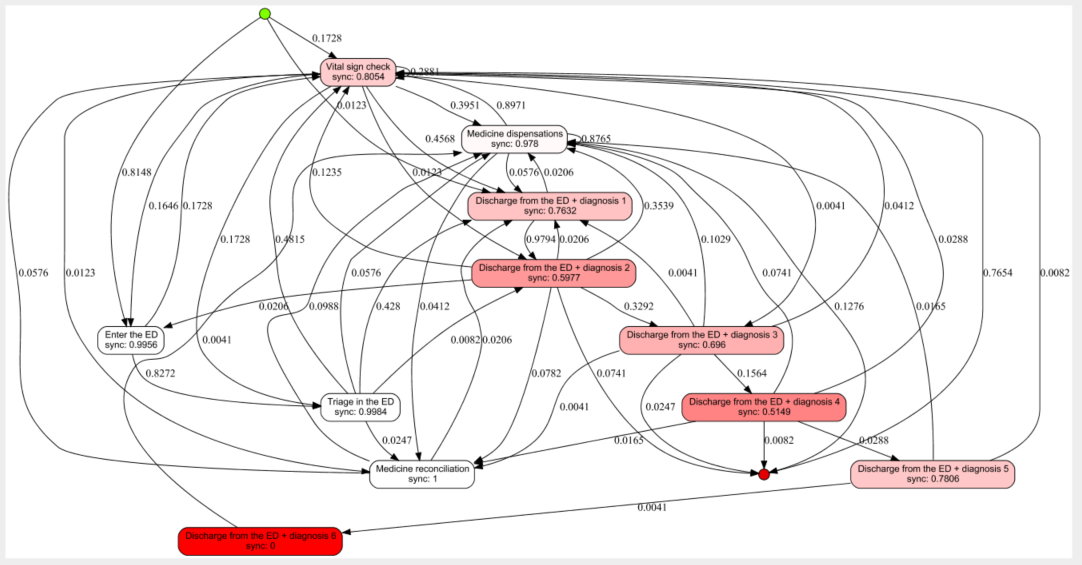 0.1728
Vital sign check
sync: 0.8054
0.2881
0.0123
0.3951
0.8971
Medicine dispensations
sync: 0.978
0.8765
0.4568
0.8148
0.1235
0.0123
0.0576
0.0206
0.1646
0.1728
Discharge from the ED + diagnosis 1
sync: 0.7632
0.3539
0.0041
0.0412
0.1728
0.4815
0.9794
0.0206
0.1029
0.0288
0.0576
0.0123
0.0576
Discharge from the ED + diagnosis 2
sync: 0.5977
0.0041
0.0741
0.7654
0.0082
0.0206
0.0988
0.428
0.0412
0.3292
0.1276
0.0165
Enter the ED
sync: 0.9956
0.0041
0.0082
0.0206
Discharge from the ED + diagnosis 3
sync: 0.696
0.8272
0.0782
0.0741
0.1564
Triage in the ED
sync: 0.9984
0.0041
0.0247
Discharge from the ED + diagnosis 4
sync: 0.5149
0.0247
0.0165
0.0082
0.0288
Medicine reconciliation
sync: 1
Discharge from the ED + diagnosis 5
sync: 0.7806
0.0041
Discharge from the ED + diagnosis 6
sync: 0